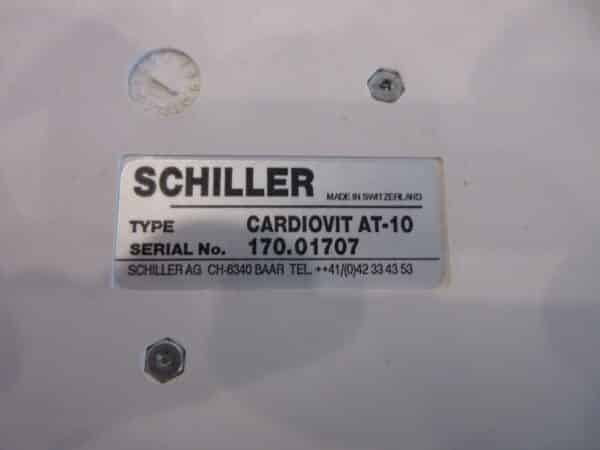 SCHILLER
MADE IN SWITZERLAND
TYPE CARDIOVIT AT-10
SERIAL No. 170.01707
SCHILLER AG CH-6340 BAAR TEL. ++41/(0)42 33 43 53